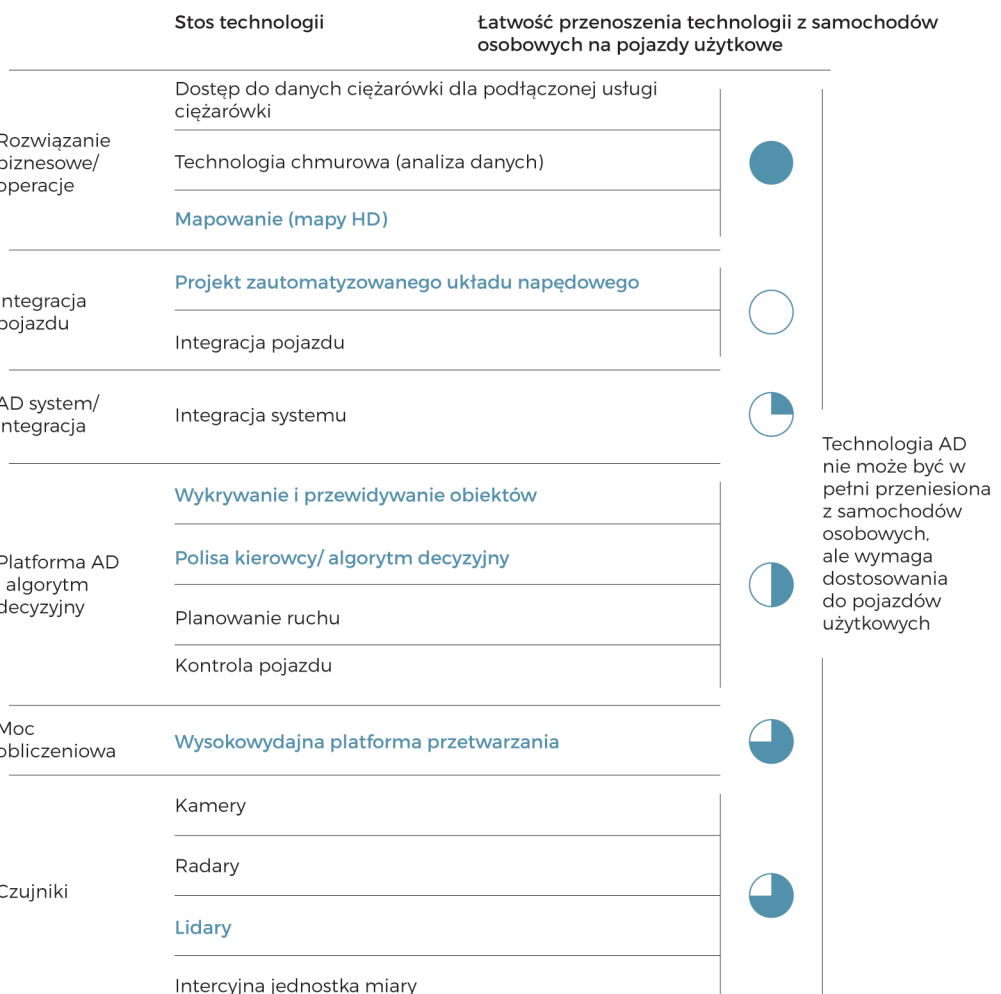 Stos technologii
Łatwość przenoszenia technologii z samochodów
osobowych na pojazdy użytkowe
Rozwiązanie
biznesowe/
operacje
Dostęp do danych ciężarówki dla podłączonej usługi
ciężarówki
Technologia chmurowa (analiza danych)
Mapowanie (mapy HD)
Integracja
pojazdu
Projekt zautomatyzowanego układu napędowego
Integracja pojazdu
AD system/
integracja
Integracja systemu
Platforma AD
i algorytm
decyzyjny
Wykrywanie i przewidywanie obiektów
Polisa kierowcy/ algorytm decyzyjny
Planowanie ruchu
Kontrola pojazdu
Moc
obliczeniowa
Wysokowydajna platforma przetwarzania
Czujniki
Kamery
Radary
Lidary
Intercyjna jednostka miary
Technologia AD
nie może być w
pełni przeniesiona
z samochodów
osobowych,
ale wymaga
dostosowania
do pojazdów
użytkowych